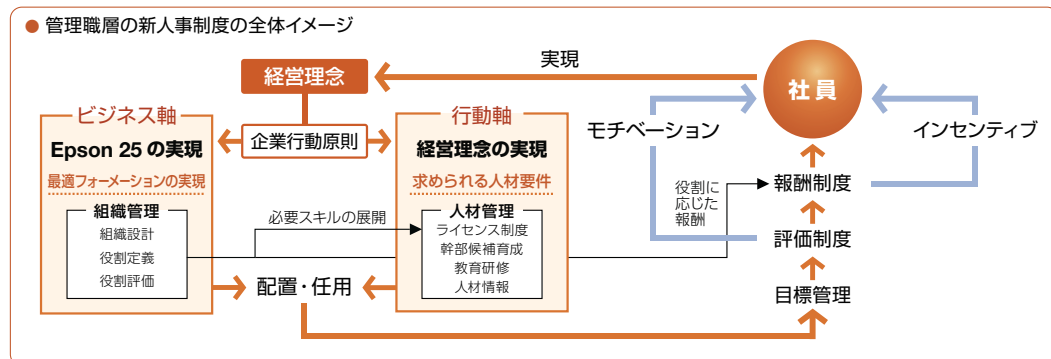 ● 管理職層の新人事制度の全体イメージ
実現
経営理念
社員
ビジネス軸
企業行動原則
行動軸
モチベーション
インセンティブ
Epson 25 の実現
経営理念の実現
最適フォーメーションの実現
求められる人材要件
役割に
応じた
報酬
報酬制度
組織管理
組織設計
役割定義
役割評価
必要スキルの展開
人材管理
ライセンス制度
幹部候補育成
教育研修
人材情報
評価制度
配置・任用
目標管理